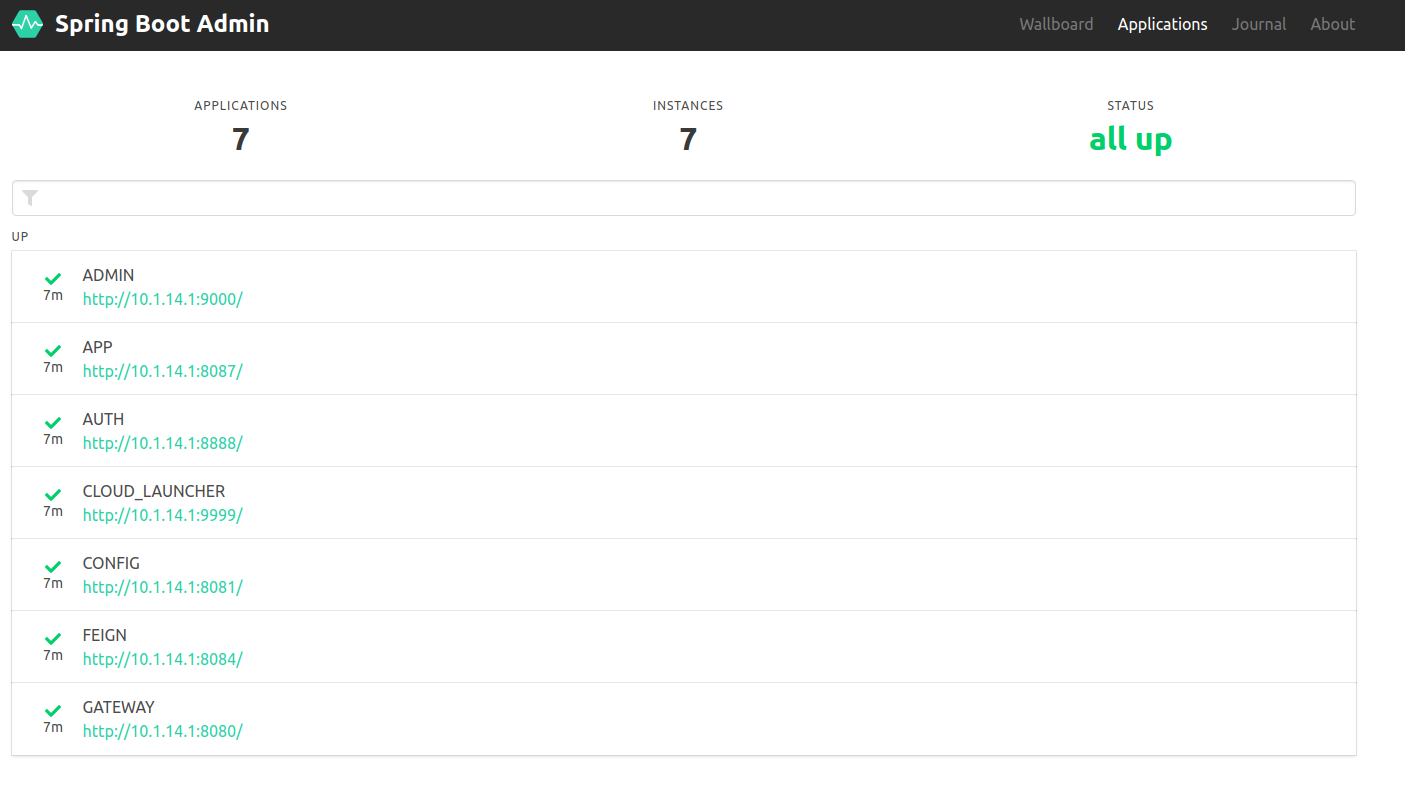 Spring Boot Admin
Wallboard Applications Journal About
APPLICATIONS INSTANCES STATUS
7 7 all up
UP
ADMIN
7m http://10.1.14.1:9000/
APP
7m http://10.1.14.1:8087/
AUTH
7m http://10.1.14.1:8888/
CLOUD_LAUNCHER
7m http://10.1.14.1:9999/
CONFIG
7m http://10.1.14.1:8081/
FEIGN
7m http://10.1.14.1:8084/
GATEWAY
7m http://10.1.14.1:8080/